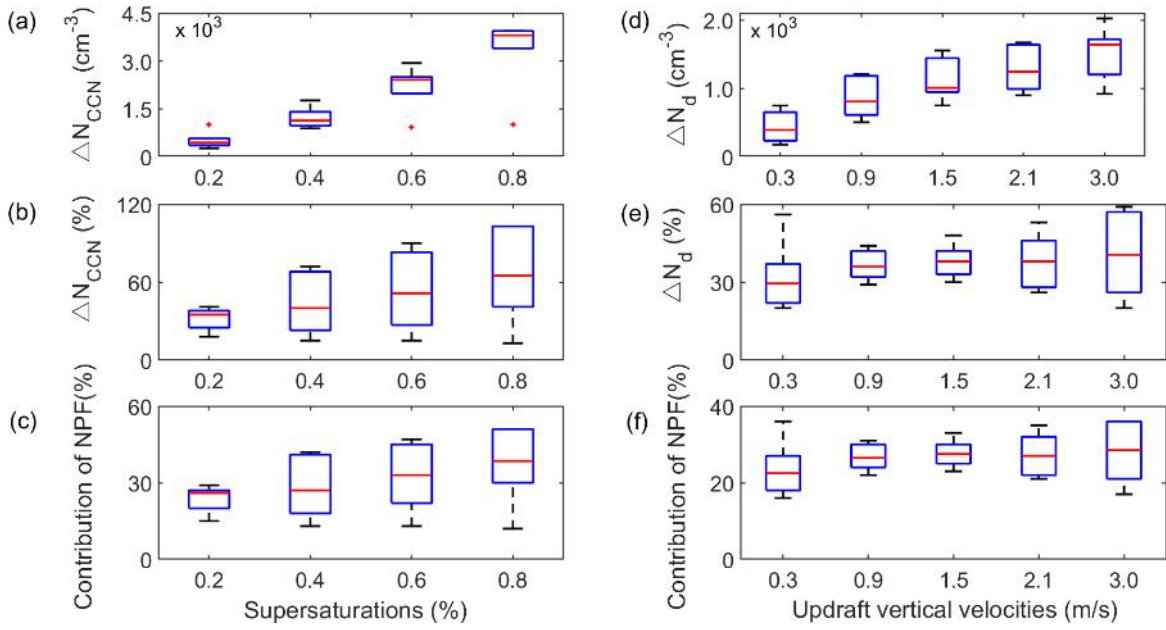 (a)
x 10³
△N_CCN (cm⁻³)
4.5
3.0
1.5
0
0.2 0.4 0.6 0.8
(b)
△N_CCN (%)
120
60
0
0.2 0.4 0.6 0.8
(c)
Contribution of NPF(%)
60
30
0
0.2 0.4 0.6 0.8
Supersaturations (%)
(d)
x 10³
△N_d (cm⁻³)
2.0
1.0
0
0.3 0.9 1.5 2.1 3.0
(e)
△N_d (%)
60
30
0
0.3 0.9 1.5 2.1 3.0
(f)
Contribution of NPF(%)
40
20
0
0.3 0.9 1.5 2.1 3.0
Updraft vertical velocities (m/s)